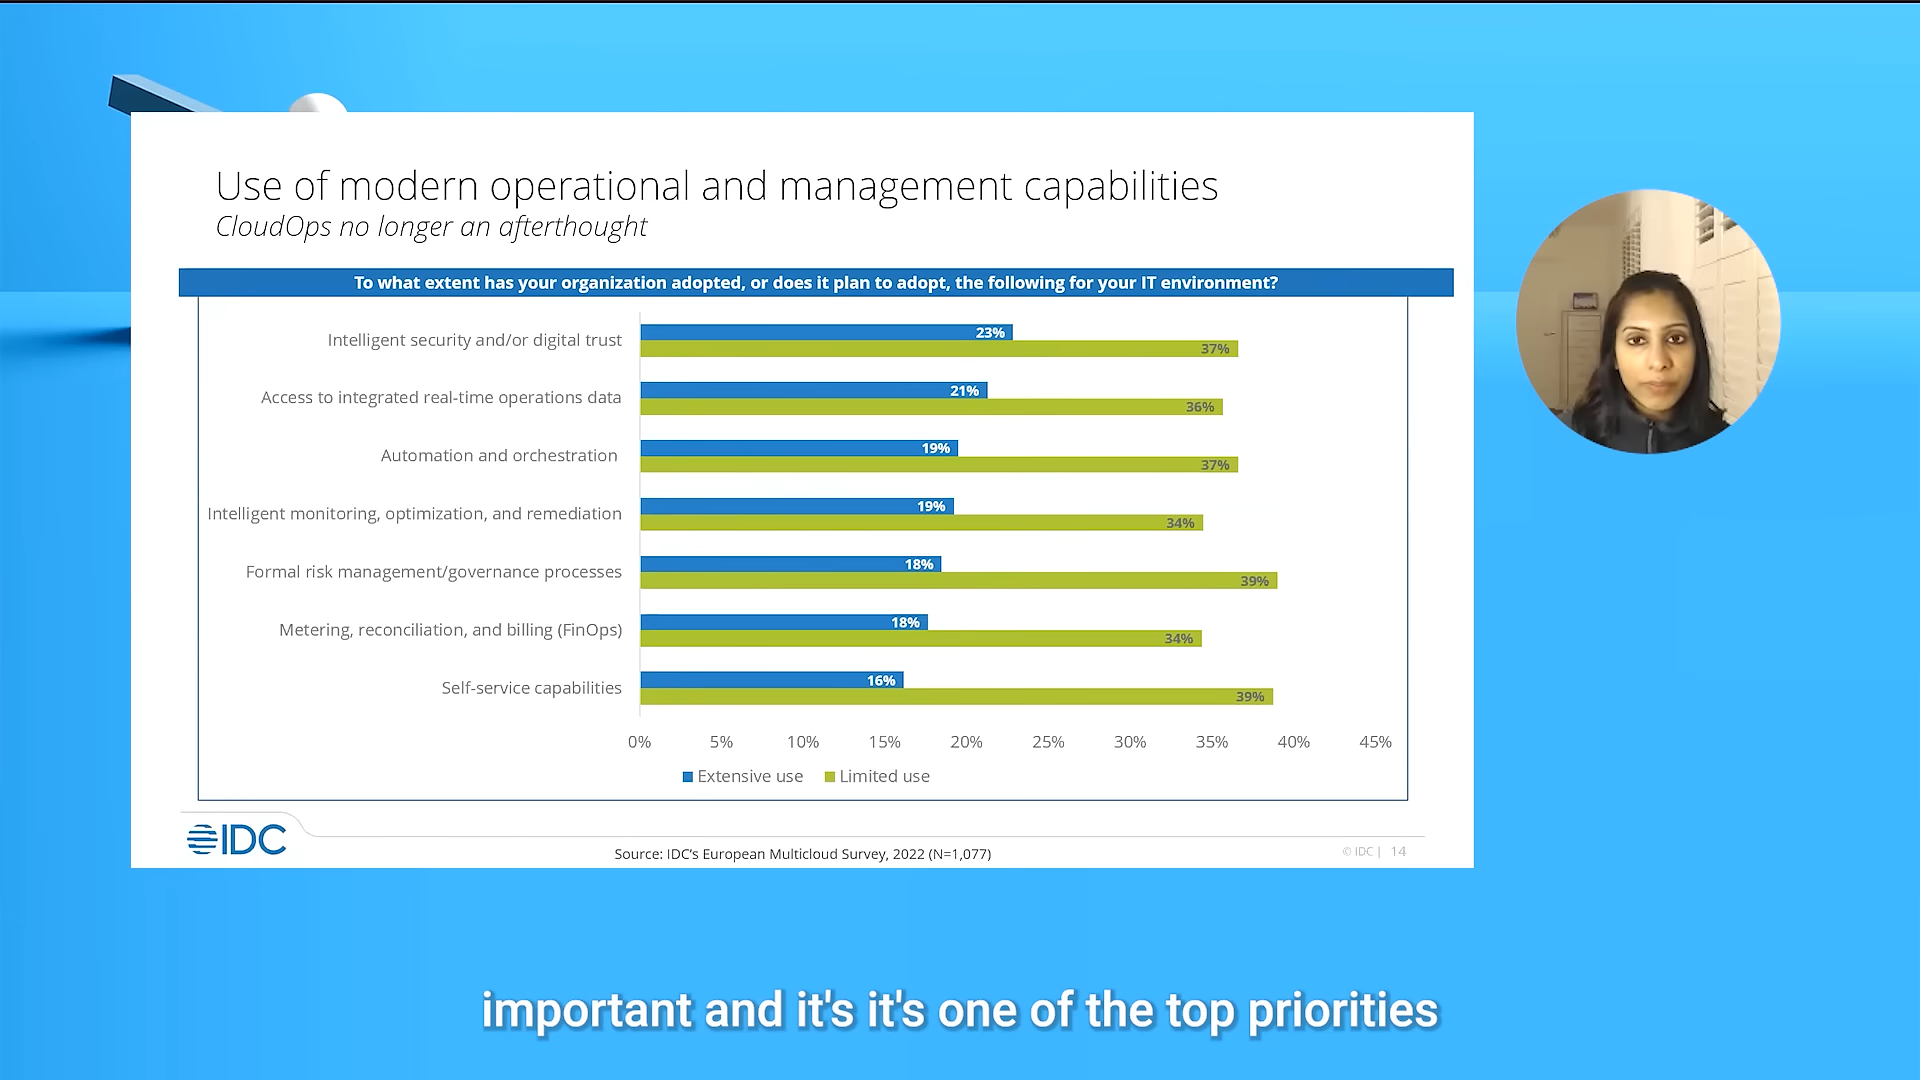 Use of modern operational and management capabilities
CloudOps no longer an afterthought
To what extent has your organization adopted, or does it plan to adopt, the following for your IT environment?
Intelligent security and/or digital trust
23%
37%
Access to integrated real-time operations data
21%
36%
Automation and orchestration
19%
37%
Intelligent monitoring, optimization, and remediation
19%
34%
Formal risk management/governance processes
18%
39%
Metering, reconciliation, and billing (FinOps)
18%
34%
Self-service capabilities
16%
39%
0% 5% 10% 15% 20% 25% 30% 35% 40% 45%
Extensive use Limited use
IDC
Source: IDC's European Multicloud Survey, 2022 (N=1,077)
© IDC | 14
important and it's it's one of the top priorities